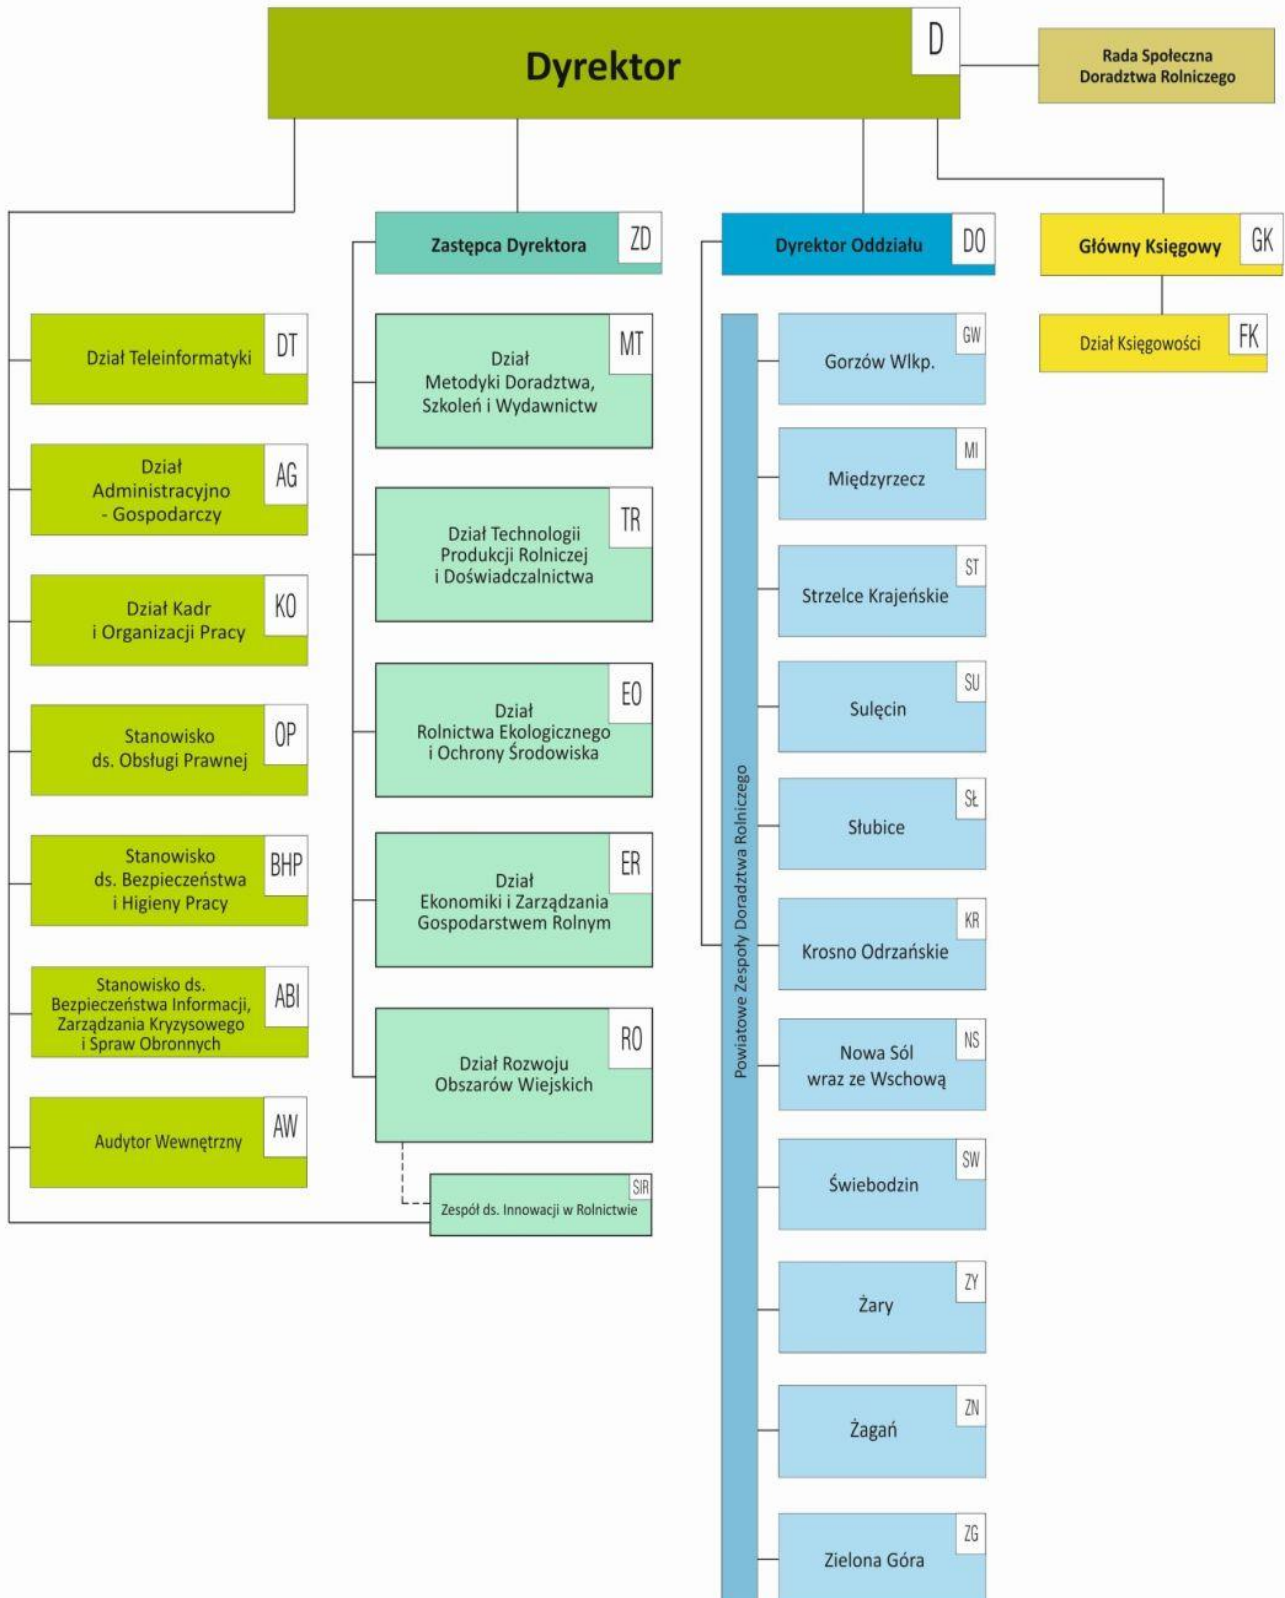 Dyrektor
D
Rada Społeczna
Doradztwa Rolniczego
Zastępca Dyrektora
ZD
Dyrektor Oddziału
DO
Główny Księgowy
GK
Dział Teleinformatyki
DT
Dział
Administracyjno
- Gospodarczy
AG
Dział Kadr
i Organizacji Pracy
KO
Stanowisko
ds. Obsługi Prawnej
OP
Stanowisko
ds. Bezpieczeństwa
i Higieny Pracy
BHP
Stanowisko ds.
Bezpieczeństwa Informacji,
Zarządzania Kryzysowego
i Spraw Obronnych
ABI
Audytor Wewnętrzny
AW
Dział
Metodyki Doradztwa,
Szkoleń i Wydawnictw
MT
Dział Technologii
Produkcji Rolniczej
i Doświadczalnictwa
TR
Dział
Rolnictwa Ekologicznego
i Ochrony Środowiska
EO
Dział
Ekonomiki i Zarządzania
Gospodarstwem Rolnym
ER
Dział Rozwoju
Obszarów Wiejskich
RO
Zespół ds. Innowacji w Rolnictwie
SIR
Powiatowe Zespoły Doradztwa Rolniczego
Gorzów Wlkp.
GW
Międzyrzecz
MI
Strzelce Krajeńskie
ST
Sulęcin
SU
Słubice
SŁ
Krosno Odrzańskie
KR
Nowa Sól
wraz ze Wschową
NS
Świebodzin
SW
Żary
ZY
Żagań
ZN
Zielona Góra
ZG
Dział Księgowości
FK